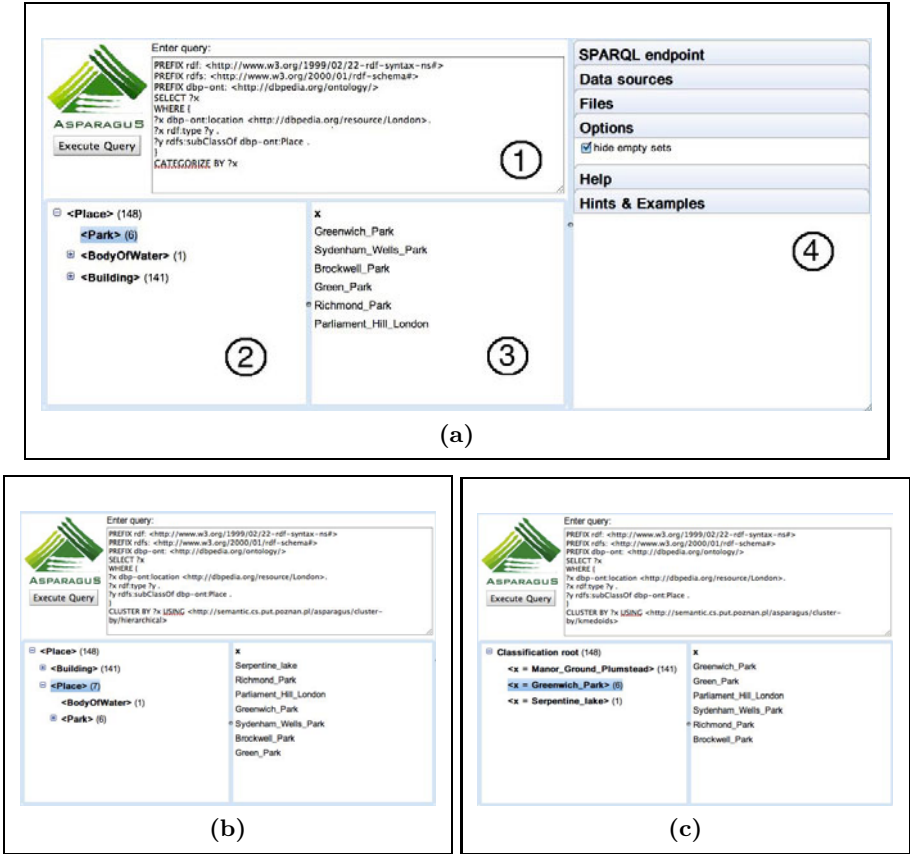 Enter query:
PREFIX rdf: <http://www.w3.org/1999/02/22-rdf-syntax-ns#>
PREFIX rdfs: <http://www.w3.org/2000/01/rdf-schema#>
PREFIX dbp-ont: <http://dbpedia.org/ontology/>
SELECT ?x
WHERE {
?x dbp-ont:location <http://dbpedia.org/resource/London>.
?x rdf:type ?y .
?y rdfs:subClassOf dbp-ont:Place .
}
CATEGORIZE BY ?x
1
ASPARAGUS
Execute Query
SPARQL endpoint
Data sources
Files
Options
hide empty sets
Help
Hints & Examples
4
<Place> (148)
<Park> (6)
<BodyOfWater> (1)
<Building> (141)
2
x
Greenwich_Park
Sydenham_Wells_Park
Brockwell_Park
Green_Park
Richmond_Park
Parliament_Hill_London
3
(a)
Enter query:
PREFIX rdf: <http://www.w3.org/1999/02/22-rdf-syntax-ns#>
PREFIX rdfs: <http://www.w3.org/2000/01/rdf-schema#>
PREFIX dbp-ont: <http://dbpedia.org/ontology/>
SELECT ?x
WHERE {
?x dbp-ont:location <http://dbpedia.org/resource/London>.
?x rdf:type ?y .
?y rdfs:subClassOf dbp-ont:Place .
}
CLUSTER BY ?x USING <http://semantic.cs.put.poznan.pl/asparagus/cluster-
by/hierarchical>
ASPARAGUS
Execute Query
<Place> (148)
<Building> (141)
<Place> (7)
<BodyOfWater> (1)
<Park> (6)
x
Serpentine_lake
Richmond_Park
Parliament_Hill_London
Greenwich_Park
Sydenham_Wells_Park
Brockwell_Park
Green_Park
(b)
Enter query:
PREFIX rdf: <http://www.w3.org/1999/02/22-rdf-syntax-ns#>
PREFIX rdfs: <http://www.w3.org/2000/01/rdf-schema#>
PREFIX dbp-ont: <http://dbpedia.org/ontology/>
SELECT ?x
WHERE {
?x dbp-ont:location <http://dbpedia.org/resource/London>.
?x rdf:type ?y .
?y rdfs:subClassOf dbp-ont:Place .
}
CLUSTER BY ?x USING <http://semantic.cs.put.poznan.pl/asparagus/cluster-
by/kmedoids>
ASPARAGUS
Execute Query
Classification root (148)
<x = Manor_Ground_Plumstead> (141)
<x = Greenwich_Park> (6)
<x = Serpentine_lake> (1)
x
Greenwich_Park
Green_Park
Parliament_Hill_London
Sydenham_Wells_Park
Richmond_Park
Brockwell_Park
(c)